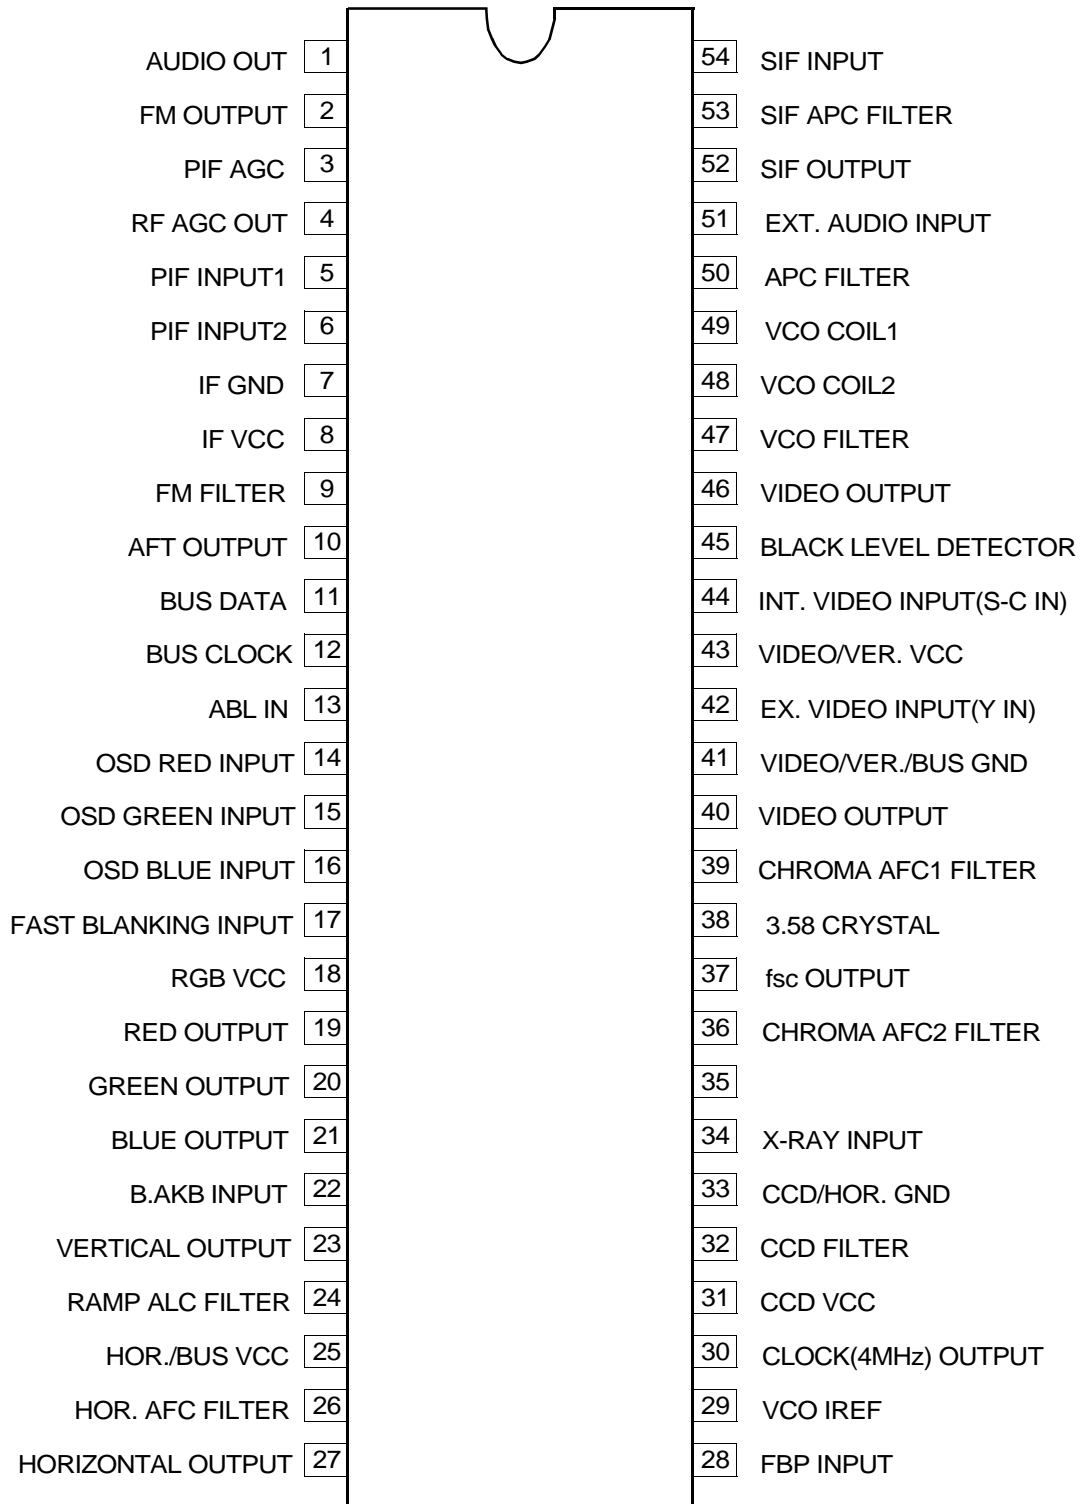 AUDIO OUT 1 54 SIF INPUT
FM OUTPUT 2 53 SIF APC FILTER
PIF AGC 3 52 SIF OUTPUT
RF AGC OUT 4 51 EXT. AUDIO INPUT
PIF INPUT1 5 50 APC FILTER
PIF INPUT2 6 49 VCO COIL1
IF GND 7 48 VCO COIL2
IF VCC 8 47 VCO FILTER
FM FILTER 9 46 VIDEO OUTPUT
AFT OUTPUT 10 45 BLACK LEVEL DETECTOR
BUS DATA 11 44 INT. VIDEO INPUT(S-C IN)
BUS CLOCK 12 43 VIDEO/VER. VCC
ABL IN 13 42 EX. VIDEO INPUT(Y IN)
OSD RED INPUT 14 41 VIDEO/VER./BUS GND
OSD GREEN INPUT 15 40 VIDEO OUTPUT
OSD BLUE INPUT 16 39 CHROMA AFC1 FILTER
FAST BLANKING INPUT 17 38 3.58 CRYSTAL
RGB VCC 18 37 fsc OUTPUT
RED OUTPUT 19 36 CHROMA AFC2 FILTER
GREEN OUTPUT 20 35
BLUE OUTPUT 21 34 X-RAY INPUT
B.AKB INPUT 22 33 CCD/HOR. GND
VERTICAL OUTPUT 23 32 CCD FILTER
RAMP ALC FILTER 24 31 CCD VCC
HOR./BUS VCC 25 30 CLOCK(4MHz) OUTPUT
HOR. AFC FILTER 26 29 VCO IREF
HORIZONTAL OUTPUT 27 28 FBP INPUT